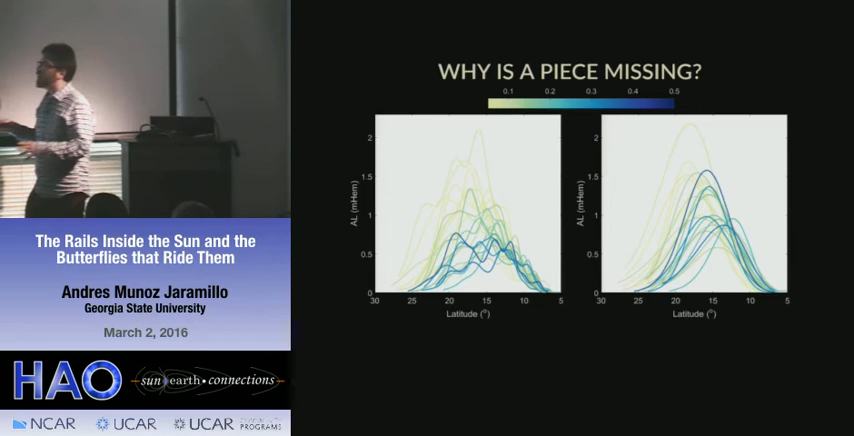 WHY IS A PIECE MISSING?
0.1 0.2 0.3 0.4 0.5
2
1.5
1
0.5
0
AL (mHem)
30 25 20 15 10 5
Latitude (°)
2
1.5
1
0.5
0
AL (mHem)
30 25 20 15 10 5
Latitude (°)
The Rails Inside the Sun and the
Butterflies that Ride Them
Andres Munoz Jaramillo
Georgia State University
March 2, 2016
HAO sun•earth•connections
NCAR UCAR UCAR
PROGRAMS